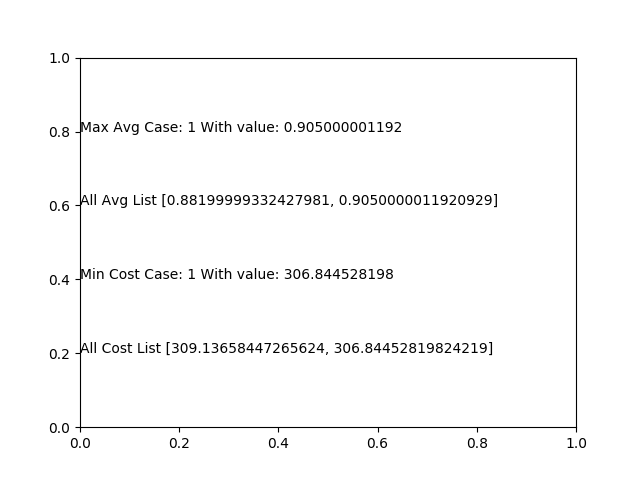 1.0
Max Avg Case: 1 With value: 0.905000001192
0.8
All Avg List [0.88199999332427981, 0.9050000011920929]
0.6
Min Cost Case: 1 With value: 306.844528198
0.4
All Cost List [309.13658447265624, 306.84452819824219]
0.2
0.0
0.0 0.2 0.4 0.6 0.8 1.0